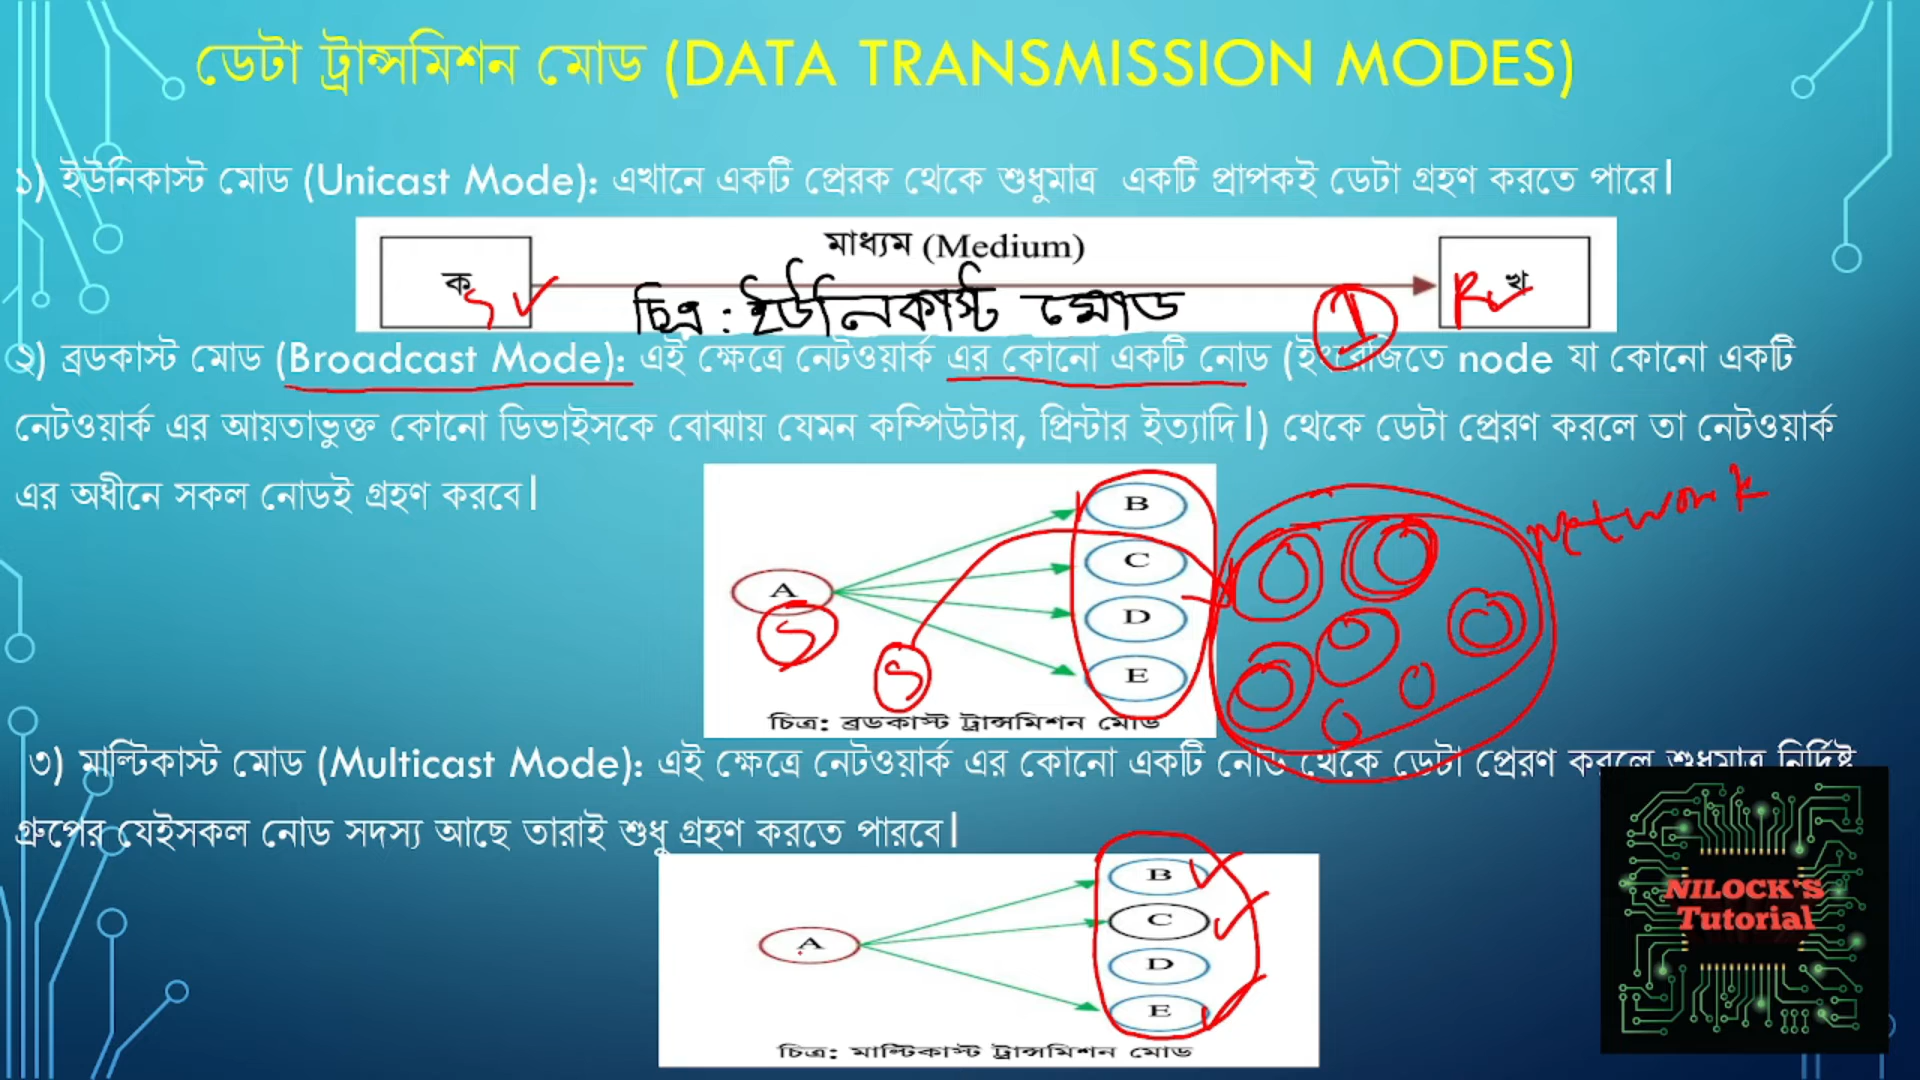 ডেটা ট্রান্সমিশন মোড (DATA TRANSMISSION MODES)
১) ইউনিকাস্ট মোড (Unicast Mode): এখানে একটি প্রেরক থেকে শুধুমাত্র একটি প্রাপকই ডেটা গ্রহণ করতে পারে।
মাধ্যম (Medium)
ক
খ
S
R
1
চিত্র : ইউনিকাস্ট মোড
২) ব্রডকাস্ট মোড (Broadcast Mode): এই ক্ষেত্রে নেটওয়ার্ক এর কোনো একটি নোড (ইংরেজিতে node যা কোনো একটি
নেটওয়ার্ক এর আয়তাভুক্ত কোনো ডিভাইসকে বোঝায় যেমন কম্পিউটার, প্রিন্টার ইত্যাদি।) থেকে ডেটা প্রেরণ করলে তা নেটওয়ার্ক
এর অধীনে সকল নোডই গ্রহণ করবে।
Network
B
C
A
D
S
S
E
চিত্র: ব্রডকাস্ট ট্রান্সমিশন মোড
৩) মাল্টিকাস্ট মোড (Multicast Mode): এই ক্ষেত্রে নেটওয়ার্ক এর কোনো একটি নোড থেকে ডেটা প্রেরণ করলে শুধুমাত্র নির্দিষ্ট
গ্রুপের যেইসকল নোড সদস্য আছে তারাই শুধু গ্রহণ করতে পারবে।
B
C
A
D
E
চিত্র: মাল্টিকাস্ট ট্রান্সমিশন মোড
NILOCK'S
Tutorial